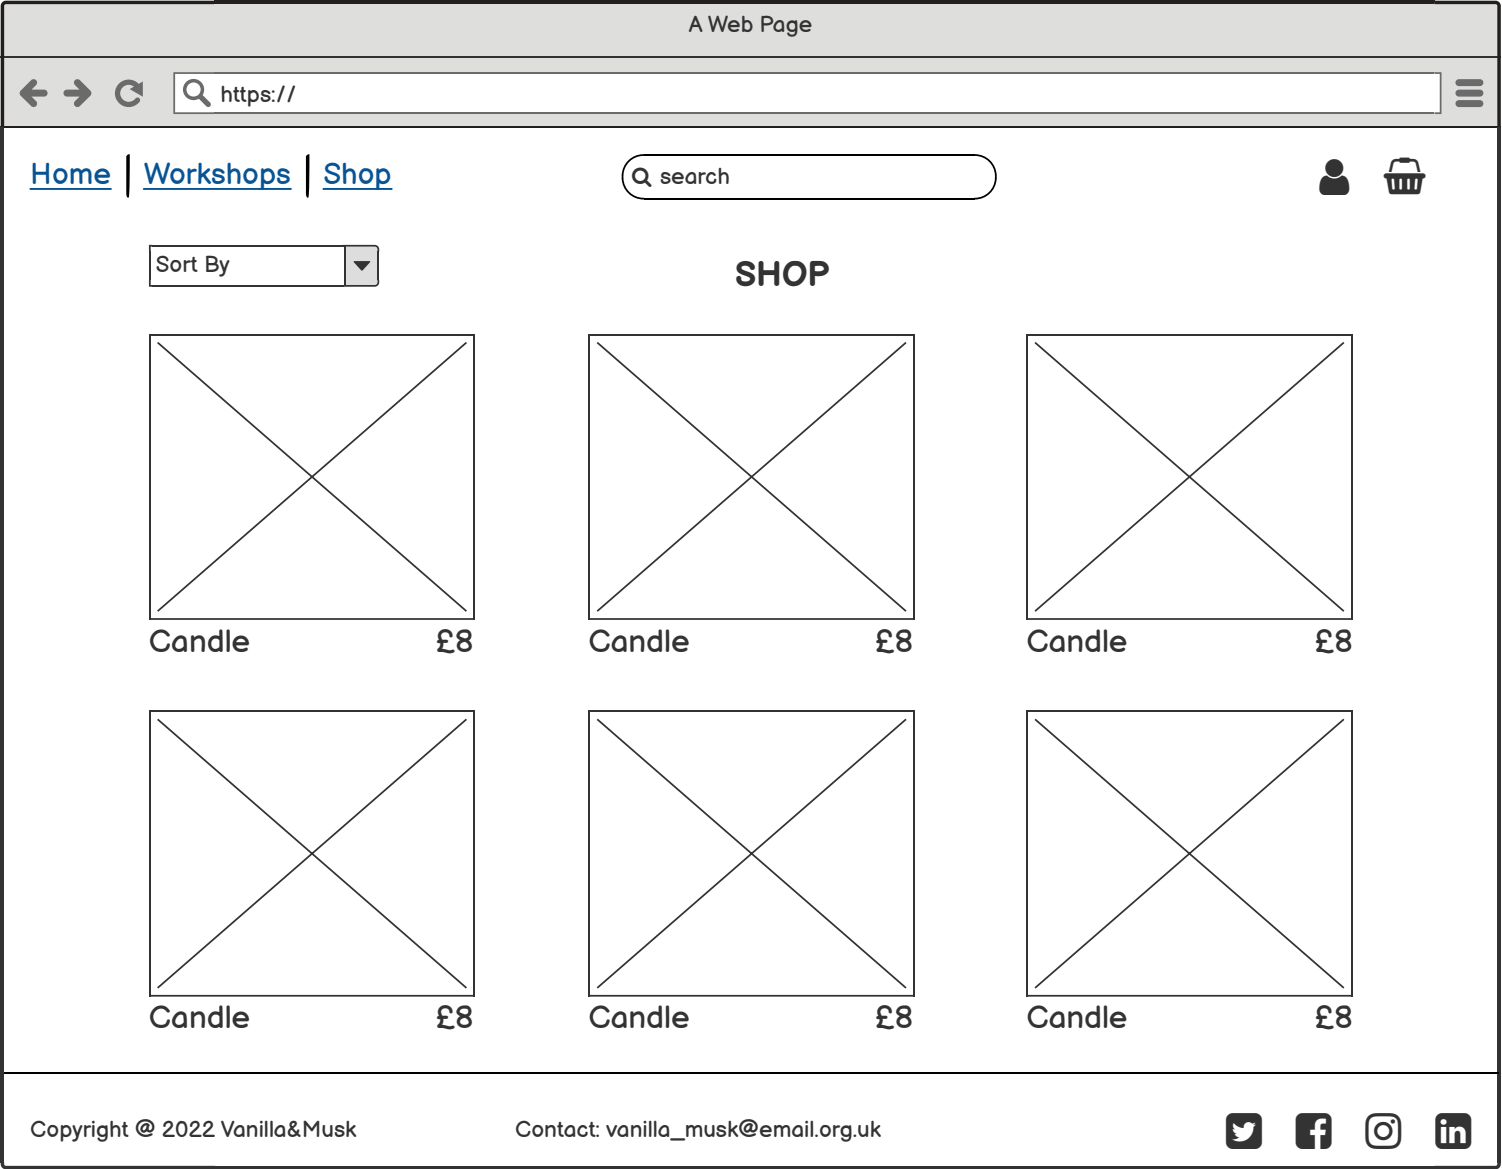 A Web Page
https://
Home Workshops Shop
search
Sort By
SHOP
Candle £8
Candle £8
Candle £8
Candle £8
Candle £8
Candle £8
Copyright @ 2022 Vanilla&Musk
Contact: vanilla_musk@email.org.uk